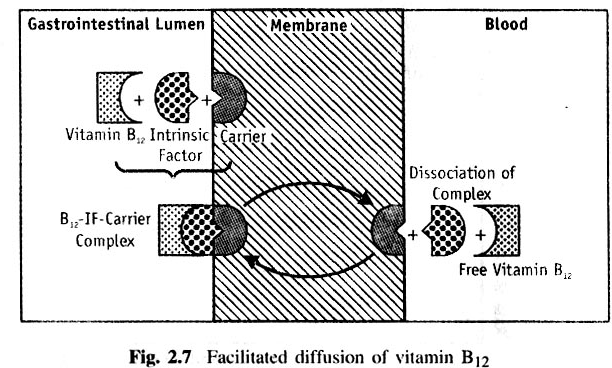 Gastrointestinal Lumen
Membrane
Blood
Vitamin B₁₂ Intrinsic Carrier
Factor
B₁₂-IF-Carrier
Complex
Dissociation of
Complex
Free Vitamin B₁₂
Fig. 2.7 Facilitated diffusion of vitamin B₁₂